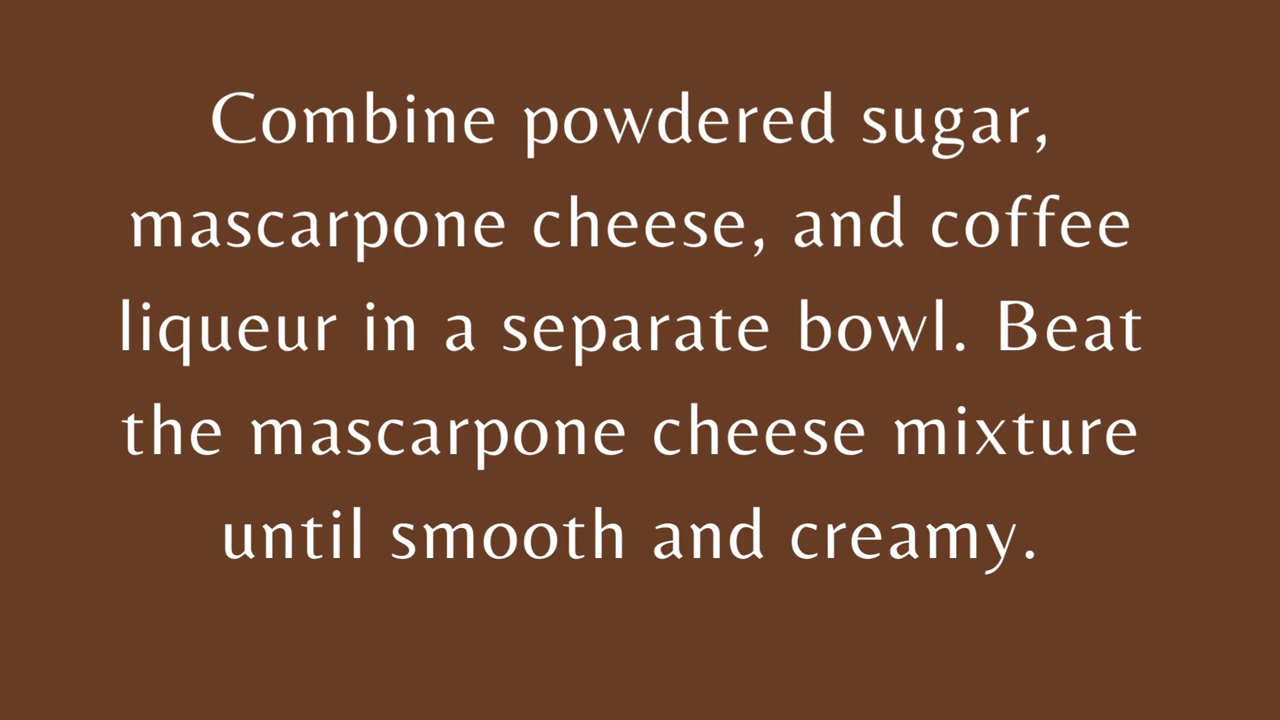 Combine powdered sugar,
mascarpone cheese, and coffee
liqueur in a separate bowl. Beat
the mascarpone cheese mixture
until smooth and creamy.